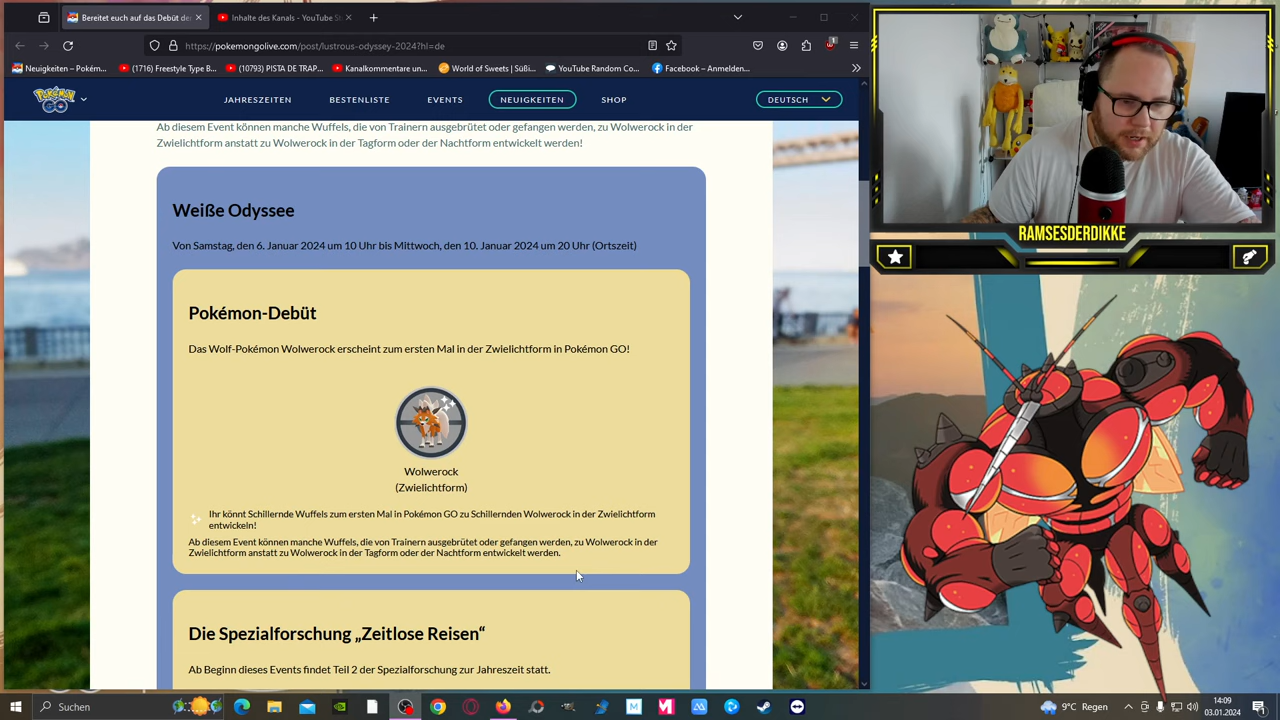 Bereitet euch auf das Debüt de
Inhalte des Kanals - YouTube S
https://pokemongolive.com/post/lustrous-odyssey-2024?hl=de
1
Neuigkeiten – Pokém...
(1716) Freestyle Type B...
(10793) PISTA DE TRAP...
Kanalkommentare un...
World of Sweets | Süßi...
YouTube Random Co...
Facebook – Anmelden...
JAHRESZEITEN
BESTENLISTE
EVENTS
NEUIGKEITEN
SHOP
DEUTSCH
Ab diesem Event können manche Wuffels, die von Trainern ausgebrütet oder gefangen werden, zu Wolwerock in der
Zwielichtform anstatt zu Wolwerock in der Tagform oder der Nachtform entwickelt werden!
Weiße Odyssee
Von Samstag, den 6. Januar 2024 um 10 Uhr bis Mittwoch, den 10. Januar 2024 um 20 Uhr (Ortszeit)
Pokémon-Debüt
Das Wolf-Pokémon Wolwerock erscheint zum ersten Mal in der Zwielichtform in Pokémon GO!
Wolwerock
(Zwielichtform)
Ihr könnt Schillernde Wuffels zum ersten Mal in Pokémon GO zu Schillernden Wolwerock in der Zwielichtform
entwickeln!
Ab diesem Event können manche Wuffels, die von Trainern ausgebrütet oder gefangen werden, zu Wolwerock in der
Zwielichtform anstatt zu Wolwerock in der Tagform oder der Nachtform entwickelt werden.
Die Spezialforschung „Zeitlose Reisen“
Ab Beginn dieses Events findet Teil 2 der Spezialforschung zur Jahreszeit statt.
RAMSESDERDIKKE
Suchen
9°C Regen
14:09
03.01.2024